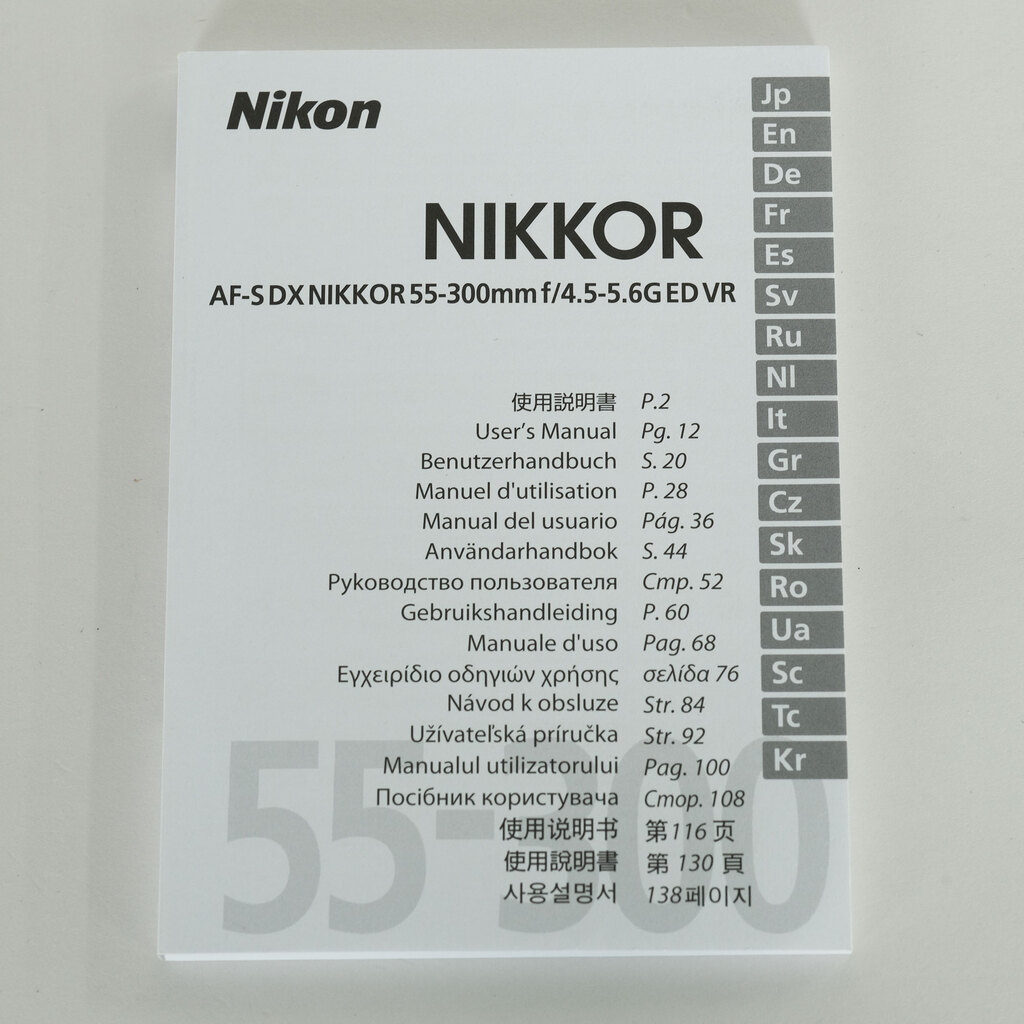 Nikon
NIKKOR
AF-S DX NIKKOR 55-300mm f/4.5-5.6G ED VR
使用説明書 P.2
User's Manual Pg. 12
Benutzerhandbuch S. 20
Manuel d'utilisation P. 28
Manual del usuario Pág. 36
Användarhandbok S. 44
Руководство пользователя Стр. 52
Gebruikshandleiding P. 60
Manuale d'uso Pag. 68
Εγχειρίδιο οδηγιών χρήσης σελίδα 76
Návod k obsluze Str. 84
Užívateľská príručka Str. 92
Manualul utilizatorului Pag. 100
Посібник користувача Стор. 108
使用说明书 第116 页
使用說明書 第 130 頁
사용설명서 138페이지
55-300
Jp
En
De
Fr
Es
Sv
Ru
Nl
It
Gr
Cz
Sk
Ro
Ua
Sc
Tc
Kr